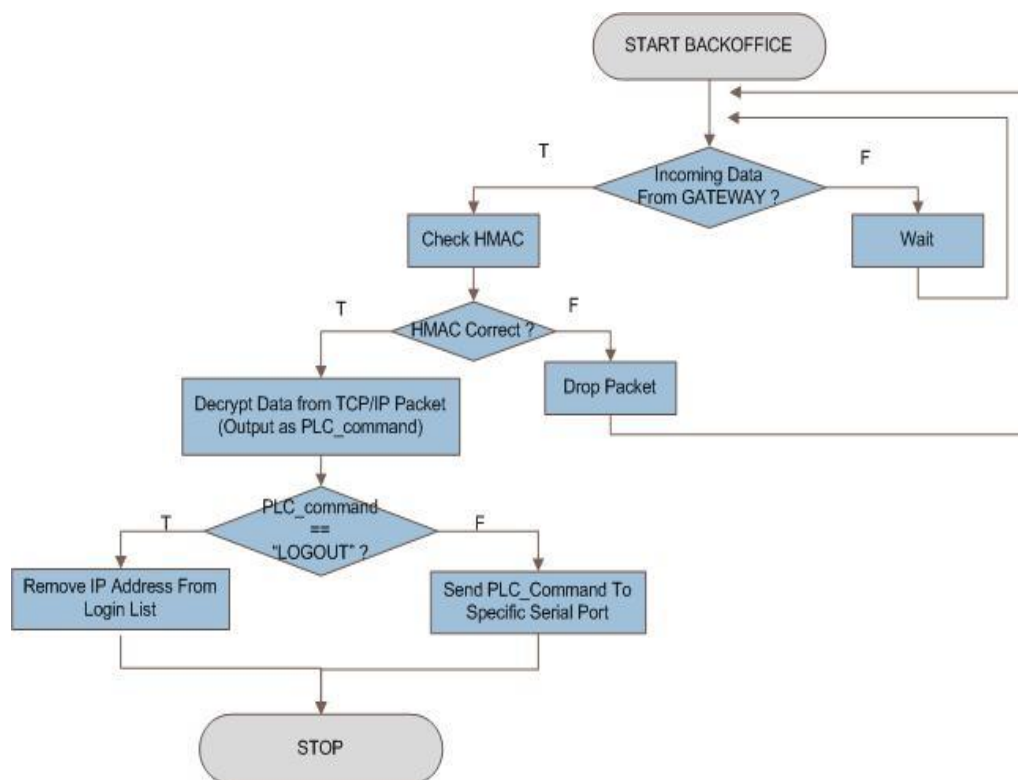 START BACKOFFICE
T
F
Incoming Data
From GATEWAY ?
Check HMAC
Wait
T
F
HMAC Correct ?
Decrypt Data from TCP/IP Packet
(Output as PLC_command)
Drop Packet
T
F
PLC_command
==
“LOGOUT” ?
Remove IP Address From
Login List
Send PLC_Command To
Specific Serial Port
STOP